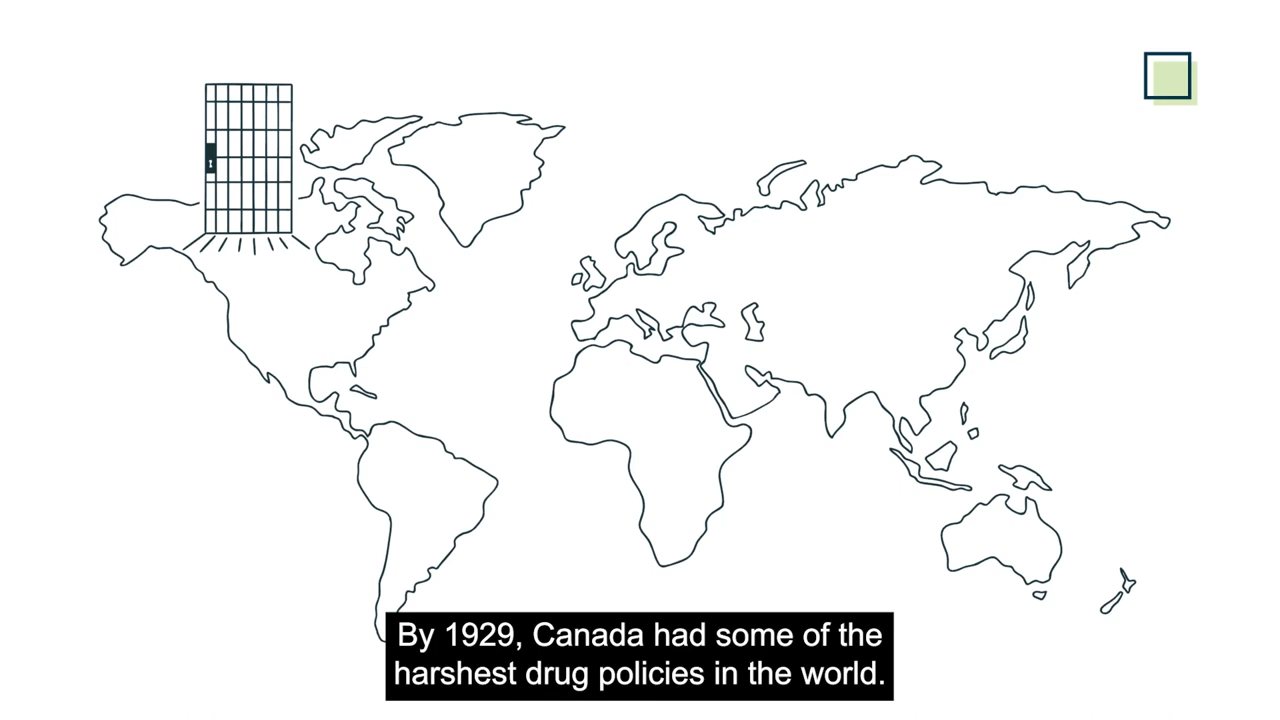 By 1929, Canada had some of the
harshest drug policies in the world.